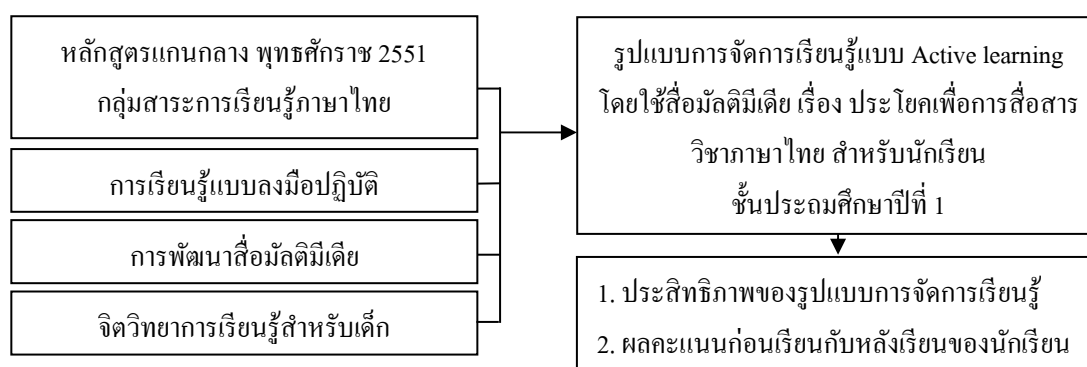 หลักสูตรแกนกลาง พุทธศักราช 2551
กลุ่มสาระการเรียนรู้ภาษาไทย
การเรียนรู้แบบลงมือปฏิบัติ
การพัฒนาสื่อมัลติมีเดีย
จิตวิทยาการเรียนรู้สำหรับเด็ก
รูปแบบการจัดการเรียนรู้แบบ Active learning
โดยใช้สื่อมัลติมีเดีย เรื่อง ประโยคเพื่อการสื่อสาร
วิชาภาษาไทย สำหรับนักเรียน
ชั้นประถมศึกษาปีที่ 1
1. ประสิทธิภาพของรูปแบบการจัดการเรียนรู้
2. ผลคะแนนก่อนเรียนกับหลังเรียนของนักเรียน